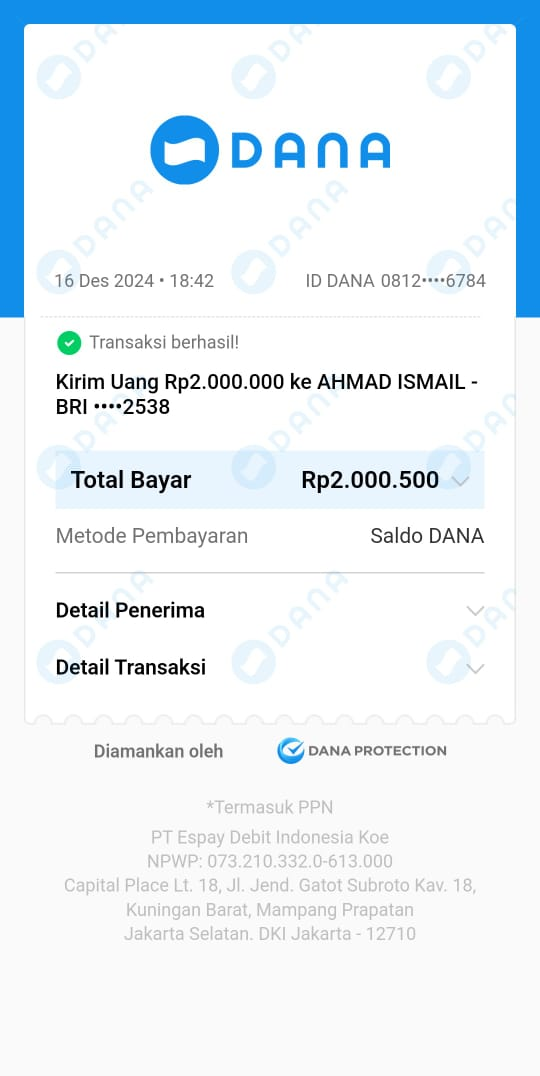 DANA
16 Des 2024 • 18:42 ID DANA 0812••••6784
Transaksi berhasil!
Kirim Uang Rp2.000.000 ke AHMAD ISMAIL -
BRI ••••2538
Total Bayar Rp2.000.500
Metode Pembayaran Saldo DANA
Detail Penerima
Detail Transaksi
Diamankan oleh DANA PROTECTION
*Termasuk PPN
PT Espay Debit Indonesia Koe
NPWP: 073.210.332.0-613.000
Capital Place Lt. 18, Jl. Jend. Gatot Subroto Kav. 18,
Kuningan Barat, Mampang Prapatan
Jakarta Selatan. DKI Jakarta - 12710